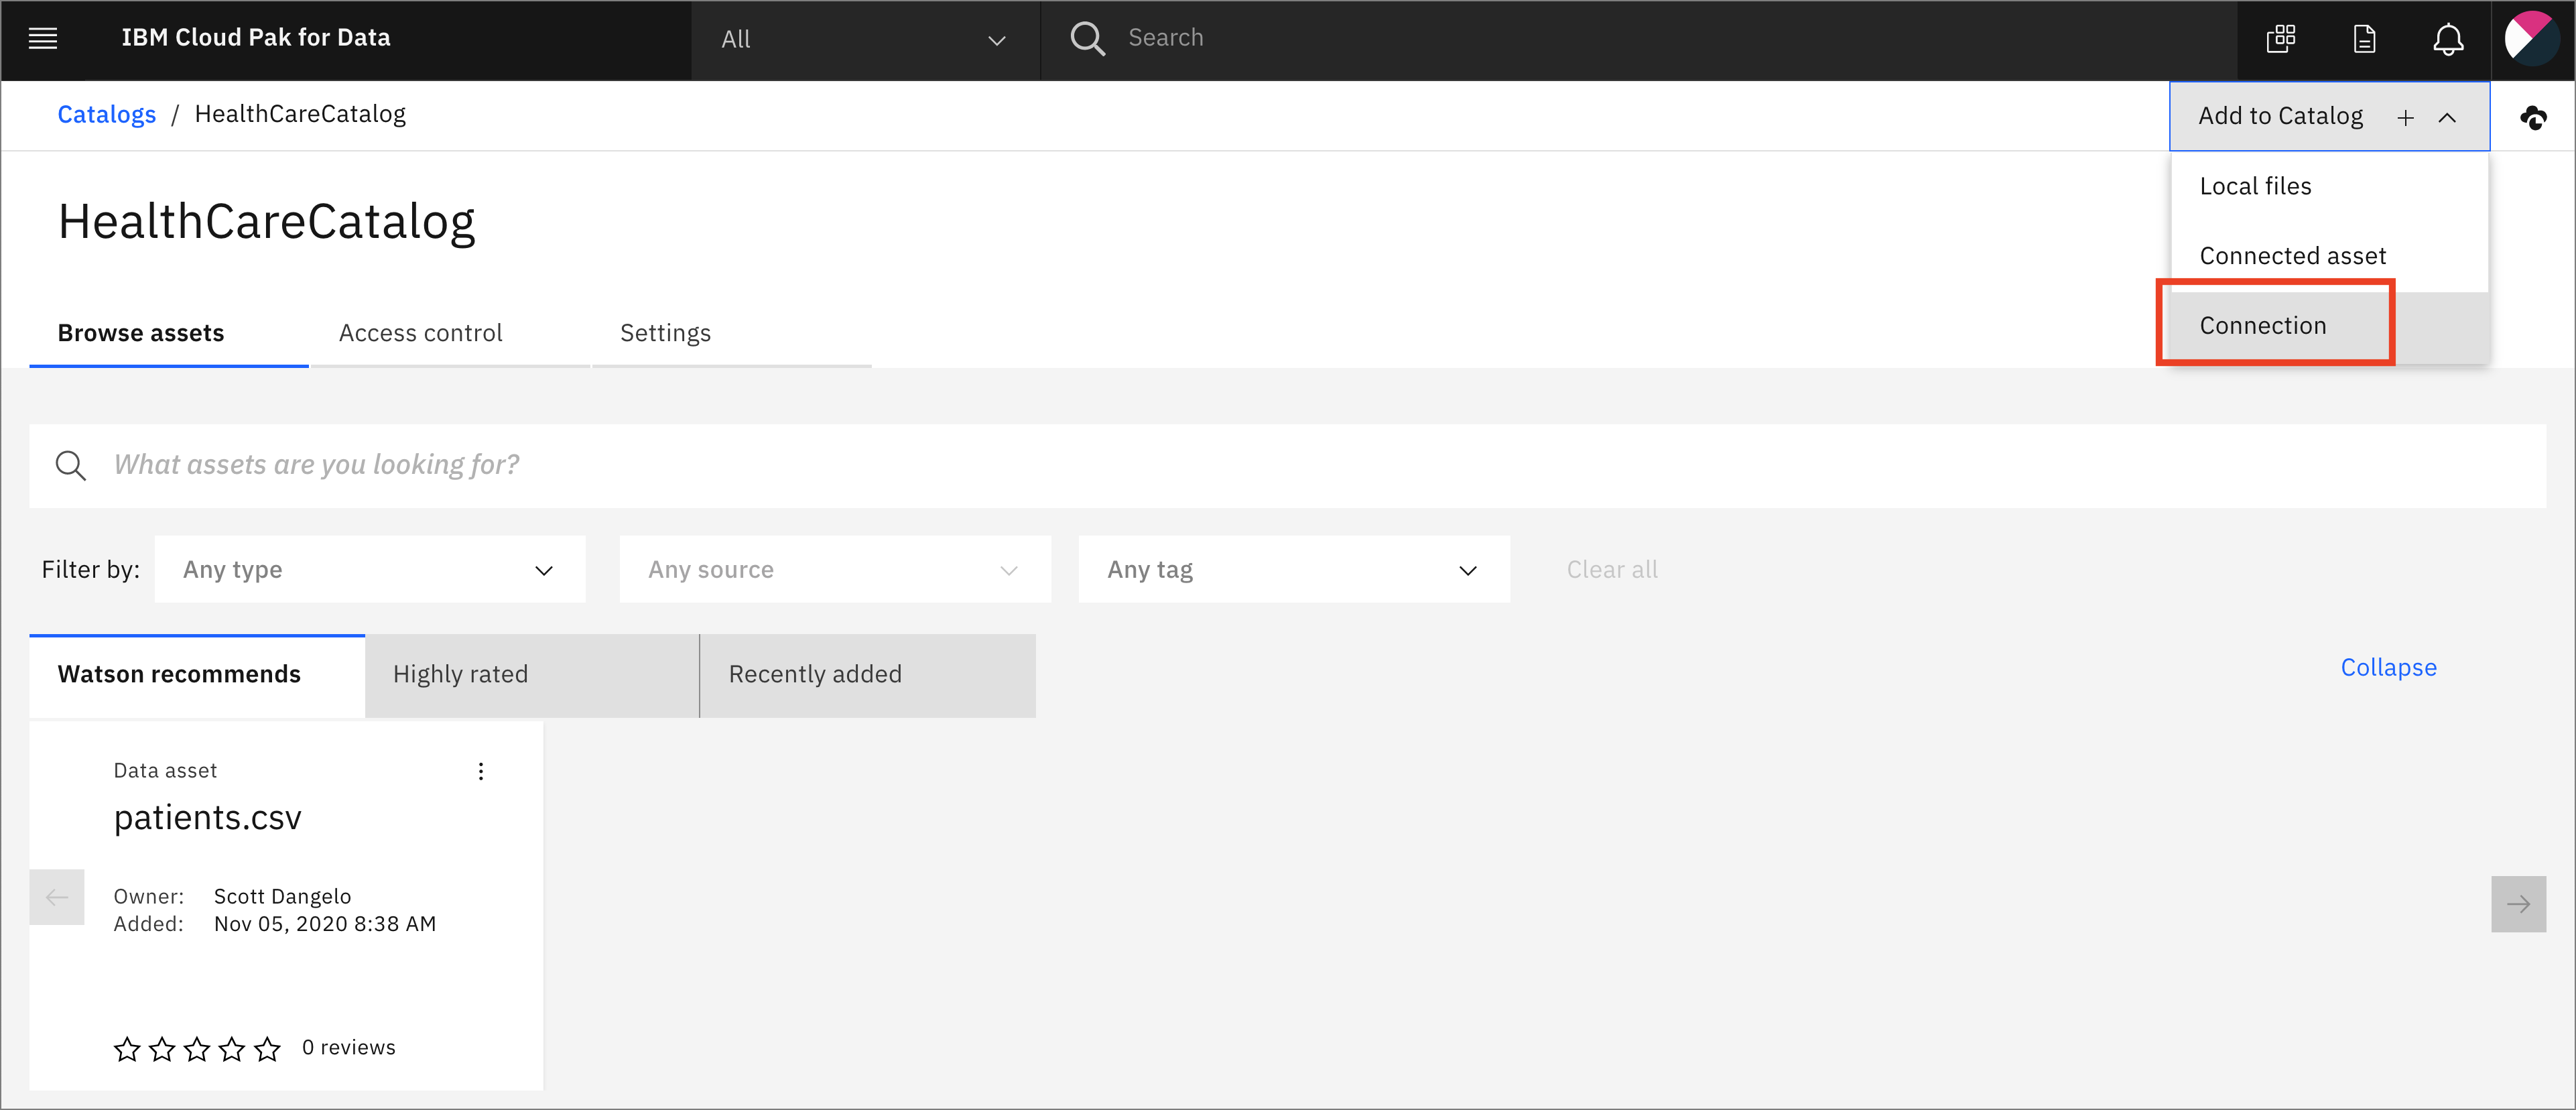 IBM Cloud Pak for Data
All
Search
Catalogs / HealthCareCatalog
Add to Catalog +
Local files
Connected asset
Connection
HealthCareCatalog
Browse assets
Access control
Settings
What assets are you looking for?
Filter by:
Any type
Any source
Any tag
Clear all
Watson recommends
Highly rated
Recently added
Collapse
Data asset
patients.csv
Owner: Scott Dangelo
Added: Nov 05, 2020 8:38 AM
0 reviews